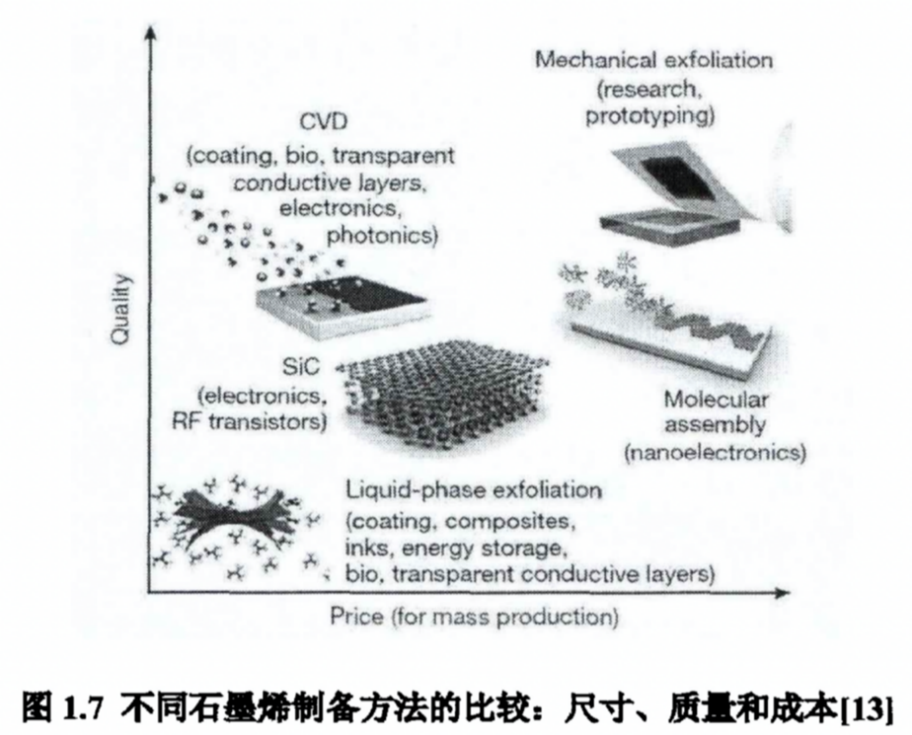 Mechanical exfoliation
(research,
prototyping)
CVD
(coating, bio, transparent
conductive layers,
electronics,
photonics)
Quality
SiC
(electronics,
RF transistors)
Molecular
assembly
(nanoelectronics)
Liquid-phase exfoliation
(coating, composites,
inks, energy storage,
bio, transparent conductive layers)
Price (for mass production)
图 1.7 不同石墨烯制备方法的比较：尺寸、质量和成本[13]